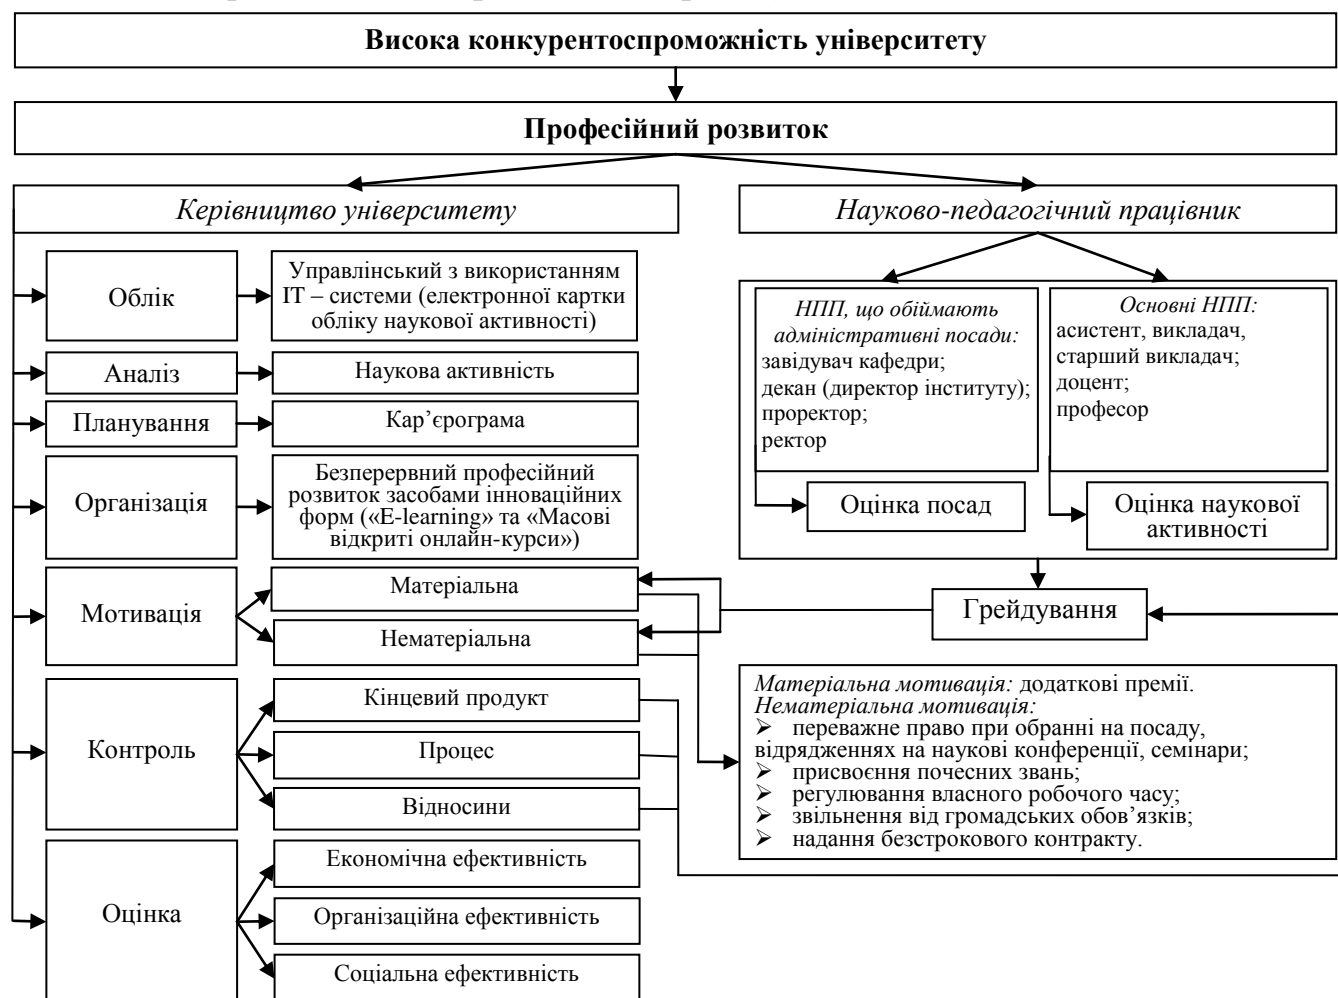 Висока конкурентоспроможність університету
Професійний розвиток
Керівництво університету
Облік
Управлінський з використанням
ІТ – системи (електронної картки
обліку наукової активності)
Аналіз
Наукова активність
Планування
Кар’єрограма
Організація
Безперервний професійний
розвиток засобами інноваційних
форм («E-learning» та «Масові
відкриті онлайн-курси»)
Мотивація
Матеріальна
Нематеріальна
Контроль
Кінцевий продукт
Процес
Відносини
Оцінка
Економічна ефективність
Організаційна ефективність
Соціальна ефективність
Науково-педагогічний працівник
НПП, що обіймають
адміністративні посади:
завідувач кафедри;
декан (директор інституту);
проректор;
ректор
Оцінка посад
Основні НПП:
асистент, викладач,
старший викладач;
доцент;
професор
Оцінка наукової
активності
Грейдування
Матеріальна мотивація: додаткові премії.
Нематеріальна мотивація:
➢ переважне право при обранні на посаду,
відрядженнях на наукові конференції, семінари;
➢ присвоєння почесних звань;
➢ регулювання власного робочого часу;
➢ звільнення від громадських обов’язків;
➢ надання безстрокового контракту.